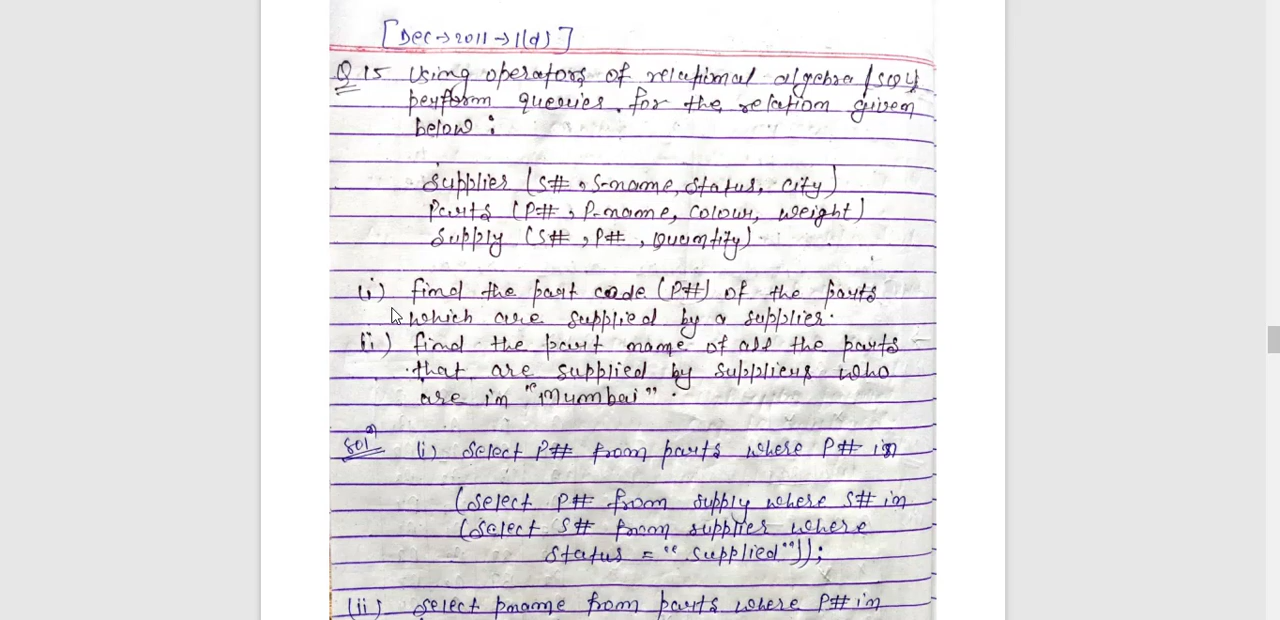 [Dec→2011→1(d)]
Q 15 Using operators of relational algebra / SQL
perform queries for the relation given
below :
Supplier (S# , S-name, Status, city)
Parts (P# , P-name, Colour, weight)
Supply (S# , P# , Quantity)
(i) find the part code (P#) of the parts
which are supplied by a supplier.
(ii) find the part name of all the parts
that are supplied by suppliers who
are in "Mumbai".
Solⁿ (i) Select P# from parts where P# in
(Select P# from supply where S# in
(Select S# from supplier where
Status = "Supplied"));
(ii) select pname from parts where P# in